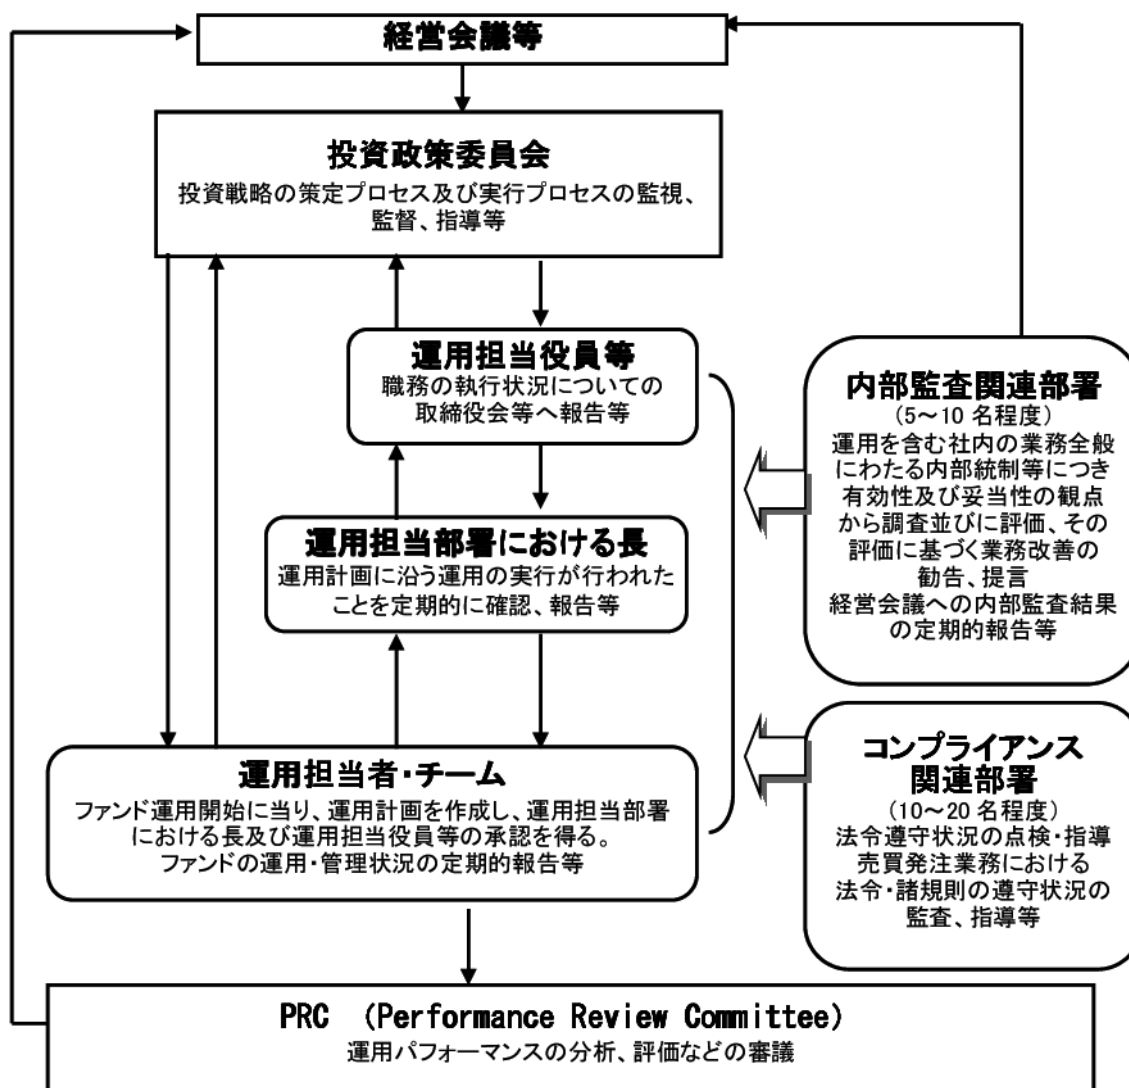 経営会議等
投資政策委員会
投資戦略の策定プロセス及び実行プロセスの監視、
監督、指導等
運用担当役員等
職務の執行状況についての
取締役会等へ報告等
運用担当部署における長
運用計画に沿う運用の実行が行われた
ことを定期的に確認、報告等
運用担当者・チーム
ファンド運用開始に当り、運用計画を作成し、運用担当部署
における長及び運用担当役員等の承認を得る。
ファンドの運用・管理状況の定期的報告等
内部監査関連部署
(5～10 名程度)
運用を含む社内の業務全般
にわたる内部統制等につき
有効性及び妥当性の観点
から調査並びに評価、その
評価に基づく業務改善の
勧告、提言
経営会議への内部監査結果
の定期的報告等
コンプライアンス
関連部署
(10～20 名程度)
法令遵守状況の点検・指導
売買発注業務における
法令・諸規則の遵守状況の
監査、指導等
PRC （Performance Review Committee）
運用パフォーマンスの分析、評価などの審議